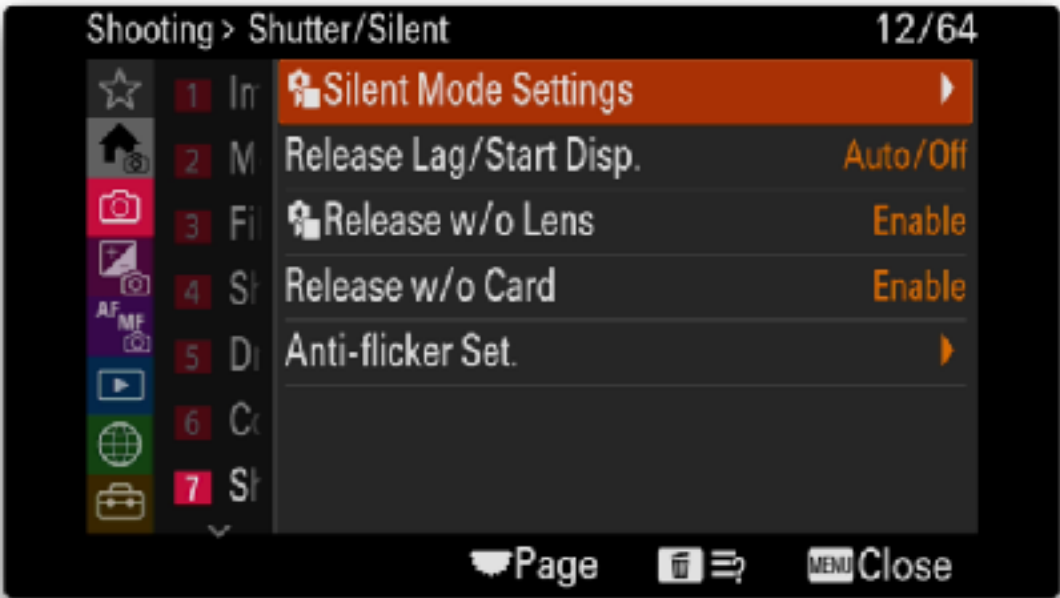 Shooting > Shutter/Silent 12/64
Silent Mode Settings
Release Lag/Start Disp. Auto/Off
Release w/o Lens Enable
Release w/o Card Enable
Anti-flicker Set.
AF MF
1
2 M
3 Fi
4
5
6
7
Page
MENU Close